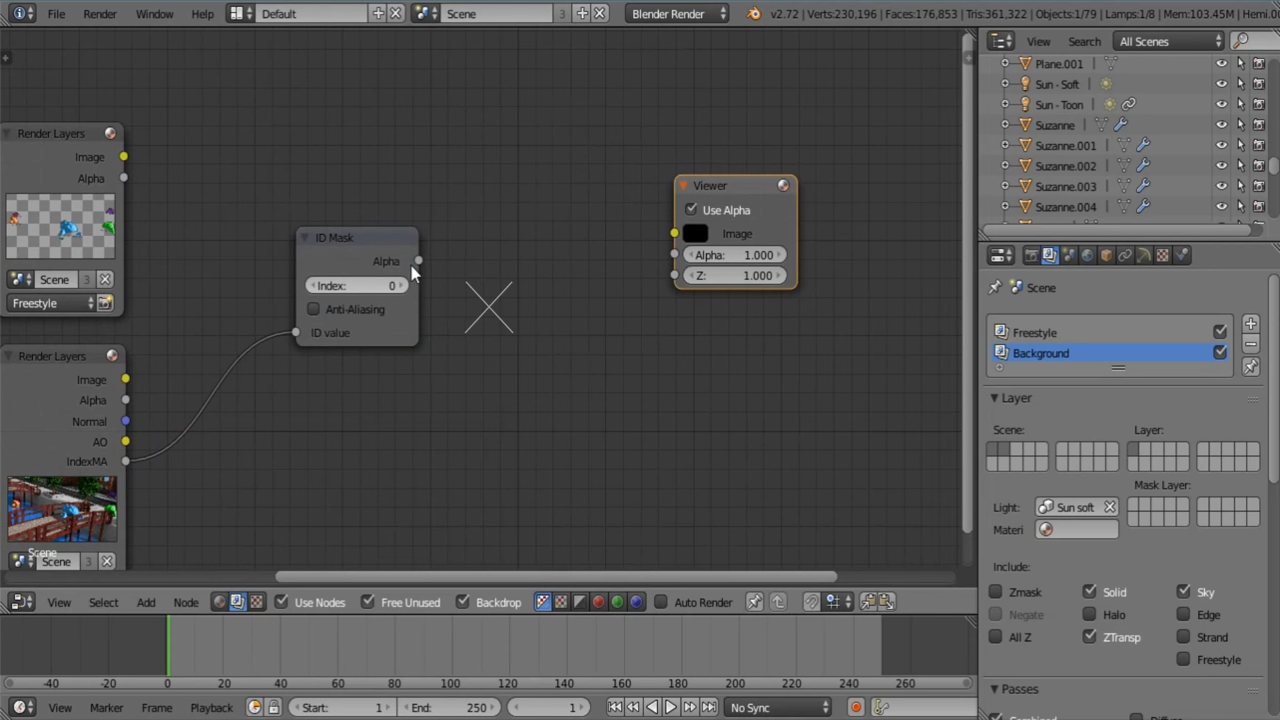 File Render Window Help Default Scene 3 Blender Render v2.72 | Verts:230,196 | Faces:176,853 | Tris:361,322 | Objects:1/79 | Lamps:1/8 | Mem:103.45M | Hemi.0
View Search All Scenes
Plane.001
Sun - Soft
Sun - Toon
Suzanne
Suzanne.001
Suzanne.002
Suzanne.003
Suzanne.004
Render Layers
Image
Alpha
Scene 3
Freestyle
ID Mask
Alpha
Index: 0
Anti-Aliasing
ID value
Viewer
Use Alpha
Image
Alpha: 1.000
Z: 1.000
Render Layers
Image
Alpha
Normal
AO
IndexMA
Scene
Scene 3
Scene
Freestyle
Background
Layer
Scene: Layer:
Mask Layer:
Light: Sun soft
Materi
Include:
Zmask Solid Sky
Negate Halo Edge
All Z ZTransp Strand
Freestyle
Passes
View Select Add Node Use Nodes Free Unused Backdrop Auto Render
-40 -20 0 20 40 60 80 100 120 140 160 180 200 220 240 260
View Marker Frame Playback Start: 1 End: 250 1 No Sync